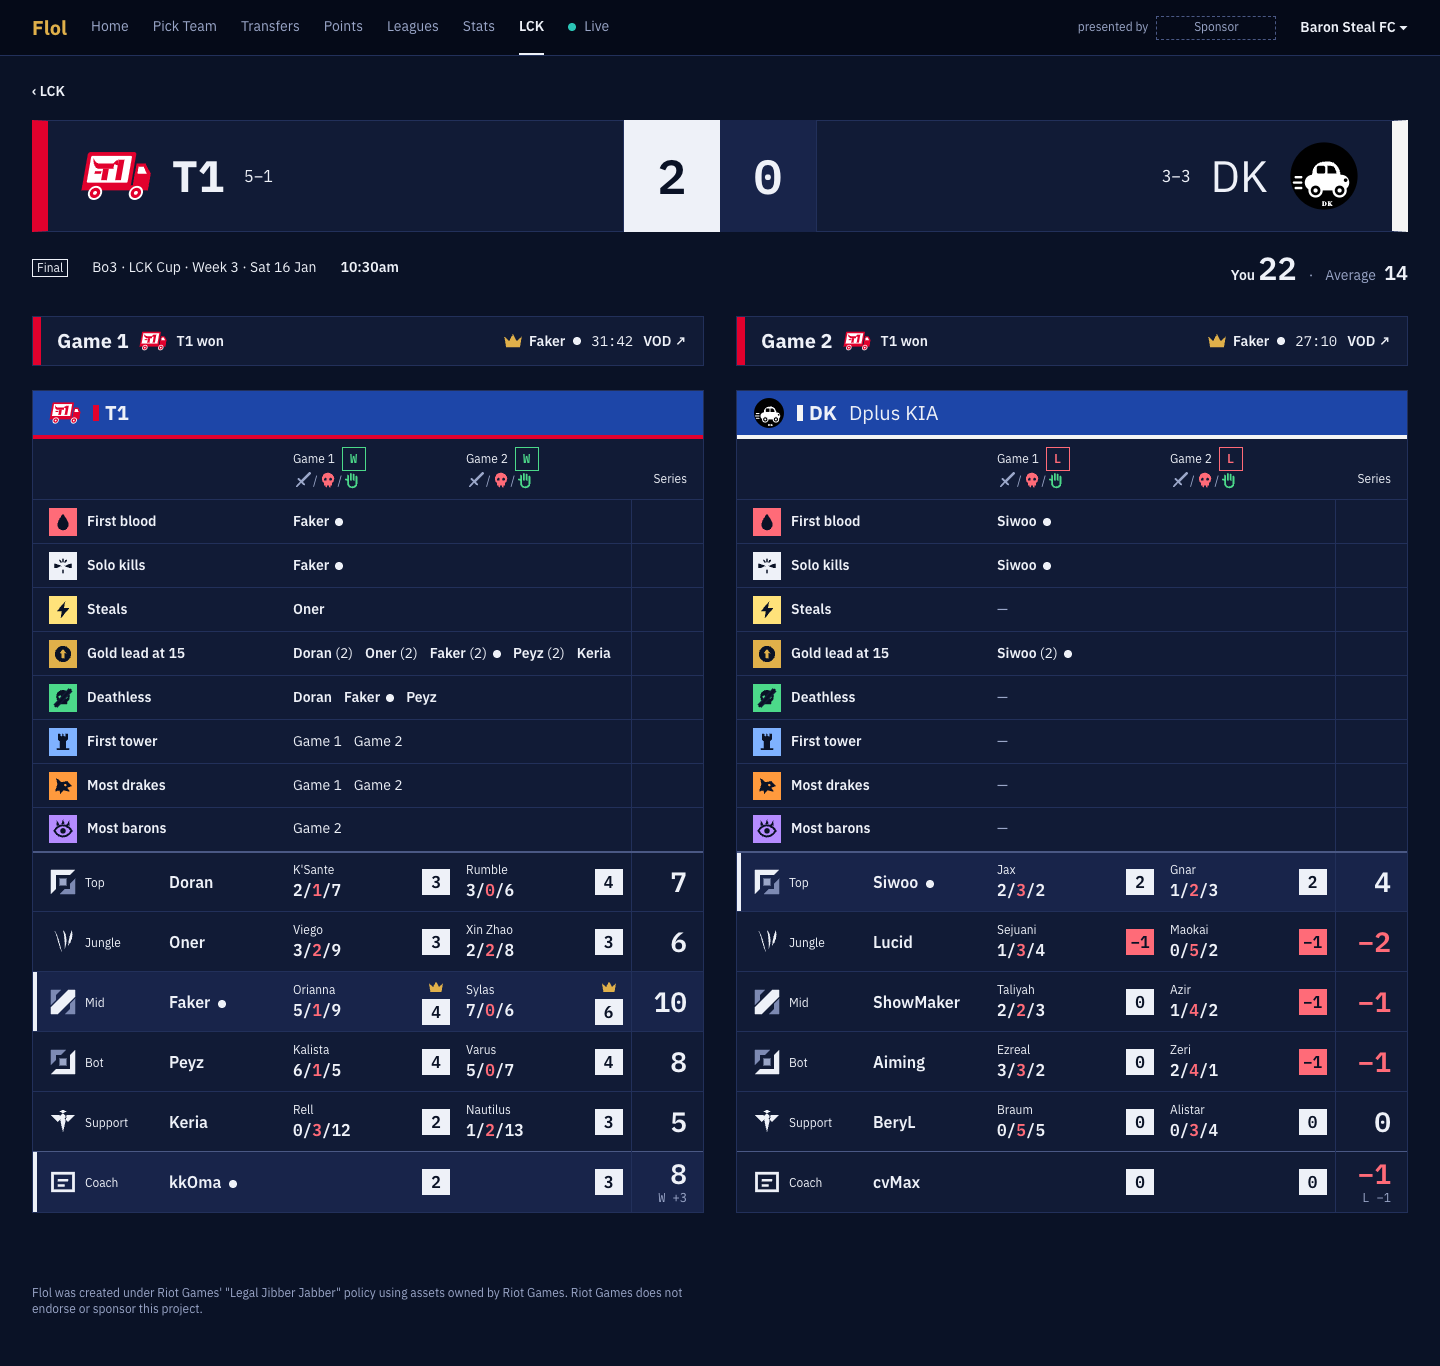 Flol Home Pick Team Transfers Points Leagues Stats LCK Live presented by Sponsor Baron Steal FC
‹ LCK
T1 T1 5–1 2 0 3–3 DK DK
Final Bo3 · LCK Cup · Week 3 · Sat 16 Jan 10:30am You 22 · Average 14
Game 1 T1 T1 won Faker 31:42 VOD ↗
Game 2 T1 T1 won Faker 27:10 VOD ↗
T1 T1
Game 1 W Game 2 W
/ / / / Series
First blood Faker
Solo kills Faker
Steals Oner
Gold lead at 15 Doran (2) Oner (2) Faker (2) Peyz (2) Keria
Deathless Doran Faker Peyz
First tower Game 1 Game 2
Most drakes Game 1 Game 2
Most barons Game 2
K'Sante Rumble
Top Doran 2/1/7 3 3/0/6 4 7
Viego Xin Zhao
Jungle Oner 3/2/9 3 2/2/8 3 6
Orianna Sylas
Mid Faker 5/1/9 4 7/0/6 6 10
Kalista Varus
Bot Peyz 6/1/5 4 5/0/7 4 8
Rell Nautilus
Support Keria 0/3/12 2 1/2/13 3 5
Coach kkOma 2 3 8
W +3
DK Dplus KIA
Game 1 L Game 2 L
/ / / / Series
First blood Siwoo
Solo kills Siwoo
Steals —
Gold lead at 15 Siwoo (2)
Deathless —
First tower —
Most drakes —
Most barons —
Jax Gnar
Top Siwoo 2/3/2 2 1/2/3 2 4
Sejuani Maokai
Jungle Lucid 1/3/4 −1 0/5/2 −1 −2
Taliyah Azir
Mid ShowMaker 2/2/3 0 1/4/2 −1 −1
Ezreal Zeri
Bot Aiming 3/3/2 0 2/4/1 −1 −1
Braum Alistar
Support BeryL 0/5/5 0 0/3/4 0 0
Coach cvMax 0 0 −1
L −1
Flol was created under Riot Games' "Legal Jibber Jabber" policy using assets owned by Riot Games. Riot Games does not
endorse or sponsor this project.